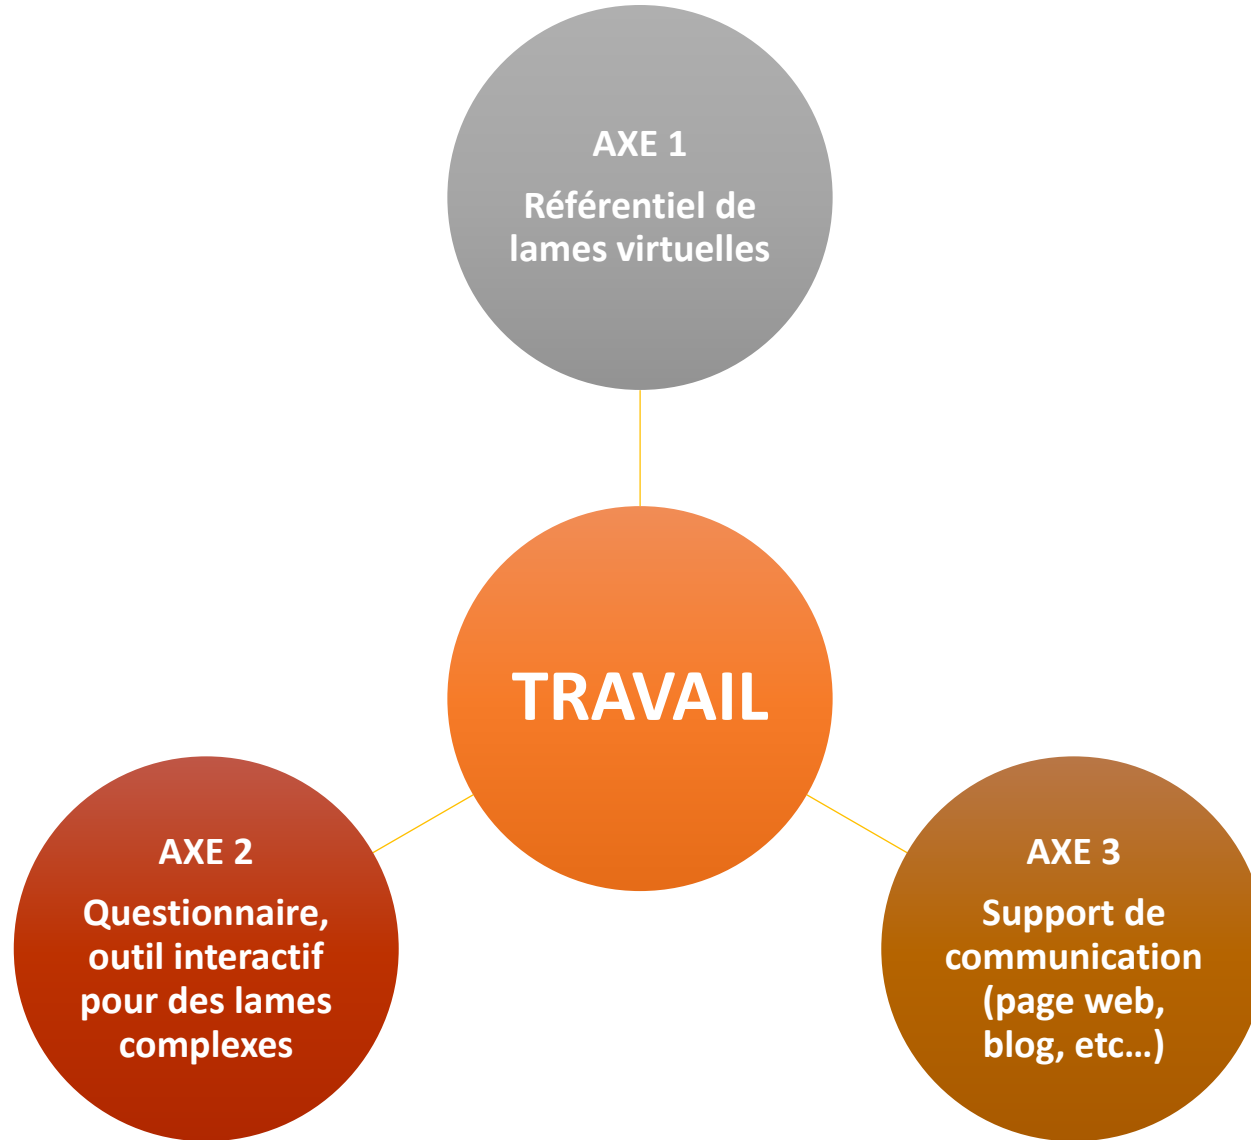 AXE 1
Référentiel de
lames virtuelles
TRAVAIL
AXE 2
Questionnaire,
outil interactif
pour des lames
complexes
AXE 3
Support de
communication
(page web,
blog, etc…)